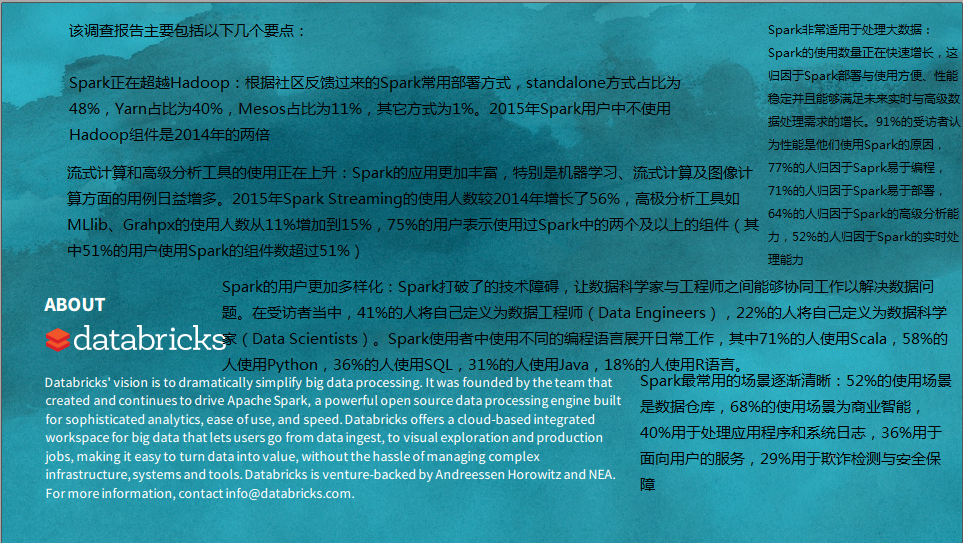 该调查报告主要包括以下几个要点：
Spark正在超越Hadoop：根据社区反馈过来的Spark常用部署方式，standalone方式占比为
48%，Yarn占比为40%，Mesos占比为11%，其它方式为1%。2015年Spark用户中不使用
Hadoop组件是2014年的两倍
流式计算和高级分析工具的使用正在上升：Spark的应用更加丰富，特别是机器学习、流式计算及图像计
算方面的用例日益增多。2015年Spark Streaming的使用人数较2014年增长了56%，高极分析工具如
MLlib、Grahpx的使用人数从11%增加到15%，75%的用户表示使用过Spark中的两个及以上的组件（其
中51%的用户使用Spark的组件数超过51%）
Spark非常适用于处理大数据：
Spark的使用数量正在快速增长，这
归因于Spark部署与使用方便、性能
稳定并且能够满足未来实时与高级数
据处理需求的增长。91%的受访者认
为性能是他们使用Spark的原因，
77%的人归因于Saprk易于编程，
71%的人归因于Spark易于部署，
64%的人归因于Spark的高级分析能
力，52%的人归因于Spark的实时处
理能力
Spark的用户更加多样化：Spark打破了的技术障碍，让数据科学家与工程师之间能够协同工作以解决数据问
题。在受访者当中，41%的人将自己定义为数据工程师（Data Engineers），22%的人将自己定义为数据科学
家（Data Scientists）。Spark使用者中使用不同的编程语言展开日常工作，其中71%的人使用Scala，58%的
人使用Python，36%的人使用SQL，31%的人使用Java，18%的人使用R语言。
ABOUT
databricks
Databricks' vision is to dramatically simplify big data processing. It was founded by the team that
created and continues to drive Apache Spark, a powerful open source data processing engine built
for sophisticated analytics, ease of use, and speed. Databricks offers a cloud-based integrated
workspace for big data that lets users go from data ingest, to visual exploration and production
jobs, making it easy to turn data into value, without the hassle of managing complex
infrastructure, systems and tools. Databricks is venture-backed by Andreessen Horowitz and NEA.
For more information, contact info@databricks.com.
Spark最常用的场景逐渐清晰：52%的使用场景
是数据仓库，68%的使用场景为商业智能，
40%用于处理应用程序和系统日志，36%用于
面向用户的服务，29%用于欺诈检测与安全保
障